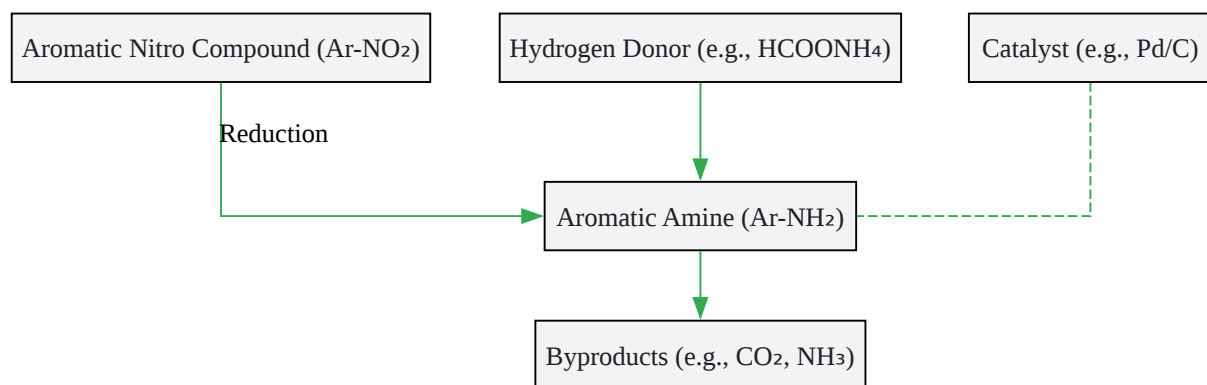 Aromatic Nitro Compound (Ar-NO₂)
Hydrogen Donor (e.g., HCOONH₄)
Catalyst (e.g., Pd/C)
Reduction
Aromatic Amine (Ar-NH₂)
Byproducts (e.g., CO₂, NH₃)